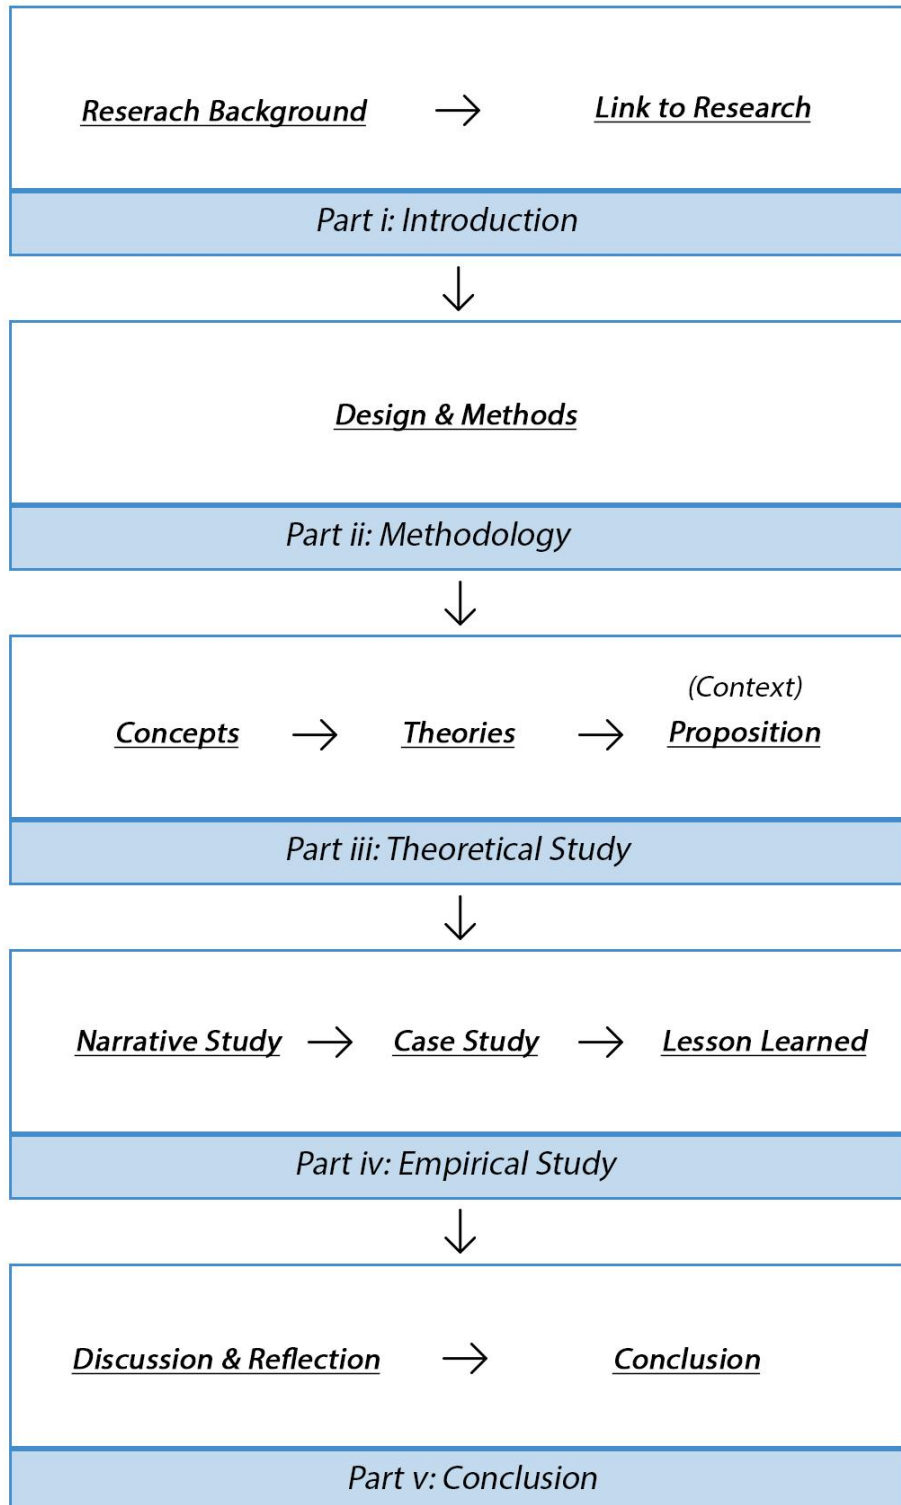 Reserach Background → Link to Research
Part i: Introduction
Design & Methods
Part ii: Methodology
(Context)
Concepts → Theories → Proposition
Part iii: Theoretical Study
Narrative Study → Case Study → Lesson Learned
Part iv: Empirical Study
Discussion & Reflection → Conclusion
Part v: Conclusion